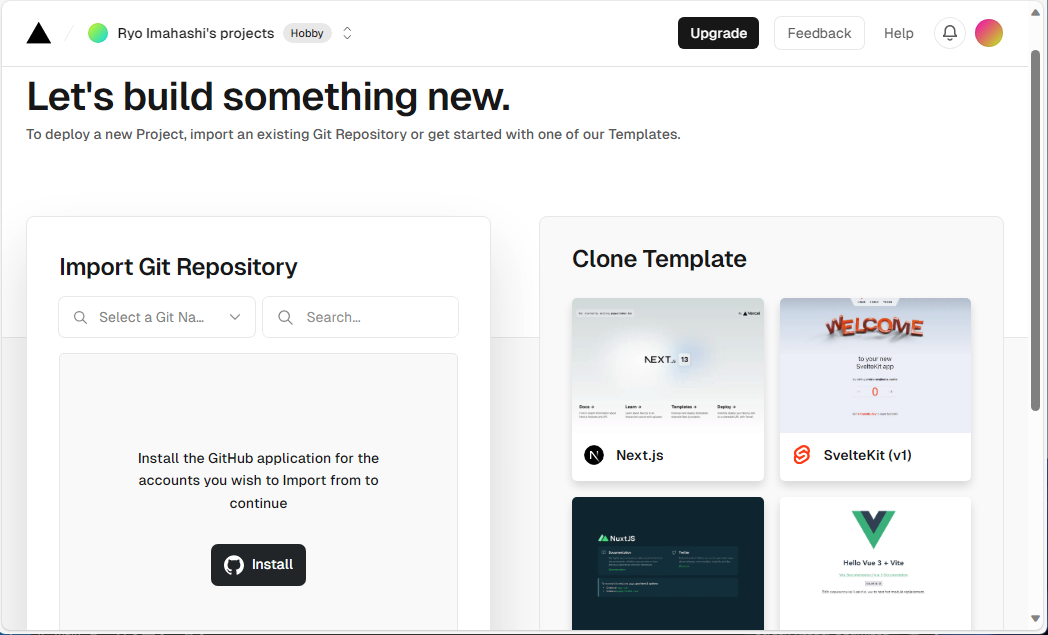 Ryo Imahashi's projects Hobby
Upgrade Feedback Help
Let's build something new.
To deploy a new Project, import an existing Git Repository or get started with one of our Templates.
Import Git Repository
Select a Git Na...
Search...
Install the GitHub application for the
accounts you wish to Import from to
continue
Install
Clone Template
NEXT.js 13
Docs
Learn
Templates
Deploy
Next.js
WELCOME
to your new
SvelteKit app
0
SvelteKit (v1)
NuxtJS
Documentation
Twitter
Hello Vue 3 + Vite